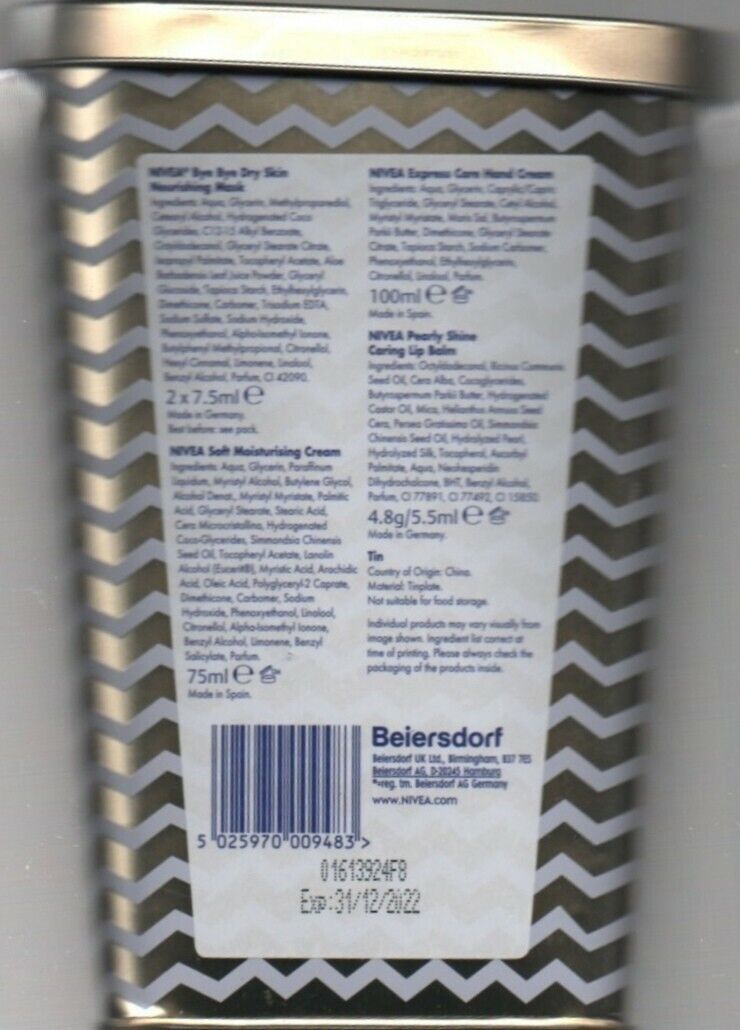 NIVEA® Bye Bye Dry Skin
Nourishing Mask
Ingredients: Aqua, Glycerin, Methylpropanediol,
Cetearyl Alcohol, Hydrogenated Coco
Glycerides, C12-15 Alkyl Benzoate,
Octyldodecanol, Glyceryl Stearate Citrate,
Isopropyl Palmitate, Tocopheryl Acetate, Aloe
Barbadensis Leaf Juice Powder, Glyceryl
Glucoside, Tapioca Starch, Ethylhexylglycerin,
Dimethicone, Carbomer, Trisodium EDTA,
Sodium Sulfate, Sodium Hydroxide,
Phenoxyethanol, Alpha-Isomethyl Ionone,
Butylphenyl Methylpropional, Citronellol,
Hexyl Cinnamal, Limonene, Linalool,
Benzyl Alcohol, Parfum, CI 42090.
2 x 7.5ml ℮
Made in Germany.
Best before: see pack.
NIVEA Soft Moisturising Cream
Ingredients: Aqua, Glycerin, Paraffinum
Liquidum, Myristyl Alcohol, Butylene Glycol,
Alcohol Denat., Myristyl Myristate, Palmitic
Acid, Glyceryl Stearate, Stearic Acid,
Cera Microcristallina, Hydrogenated
Coco-Glycerides, Simmondsia Chinensis
Seed Oil, Tocopheryl Acetate, Lanolin
Alcohol (Eucerit®), Myristic Acid, Arachidic
Acid, Oleic Acid, Polyglyceryl-2 Caprate,
Dimethicone, Carbomer, Sodium
Hydroxide, Phenoxyethanol, Linalool,
Citronellol, Alpha-Isomethyl Ionone,
Benzyl Alcohol, Limonene, Benzyl
Salicylate, Parfum.
75ml ℮
Made in Spain.
NIVEA Express Care Hand Cream
Ingredients: Aqua, Glycerin, Caprylic/Capric
Triglyceride, Glyceryl Stearate, Cetyl Alcohol,
Myristyl Myristate, Maris Sal, Butyrospermum
Parkii Butter, Dimethicone, Glyceryl Stearate
Citrate, Tapioca Starch, Sodium Carbomer,
Phenoxyethanol, Ethylhexylglycerin,
Citronellol, Linalool, Parfum.
100ml ℮
Made in Spain.
NIVEA Pearly Shine
Caring Lip Balm
Ingredients: Octyldodecanol, Ricinus Communis
Seed Oil, Cera Alba, Cocoglycerides,
Butyrospermum Parkii Butter, Hydrogenated
Castor Oil, Mica, Helianthus Annuus Seed
Cera, Persea Gratissima Oil, Simmondsia
Chinensis Seed Oil, Hydrolyzed Pearl,
Hydrolyzed Silk, Tocopherol, Ascorbyl
Palmitate, Aqua, Neohesperidin
Dihydrochalcone, BHT, Benzyl Alcohol,
Parfum, CI 77891, CI 77492, CI 15850.
4.8g/5.5ml ℮
Made in Germany.
Tin
Country of Origin: China.
Material: Tinplate.
Not suitable for food storage.
Individual products may vary visually from
image shown. Ingredient list correct at
time of printing. Please always check the
packaging of the products inside.
Beiersdorf
Beiersdorf UK Ltd., Birmingham, B37 7ES
Beiersdorf AG, D-20245 Hamburg
®=reg. tm. Beiersdorf AG Germany
www.NIVEA.com
5 025970 009483 >
01613924F8
Exp:31/12/2022